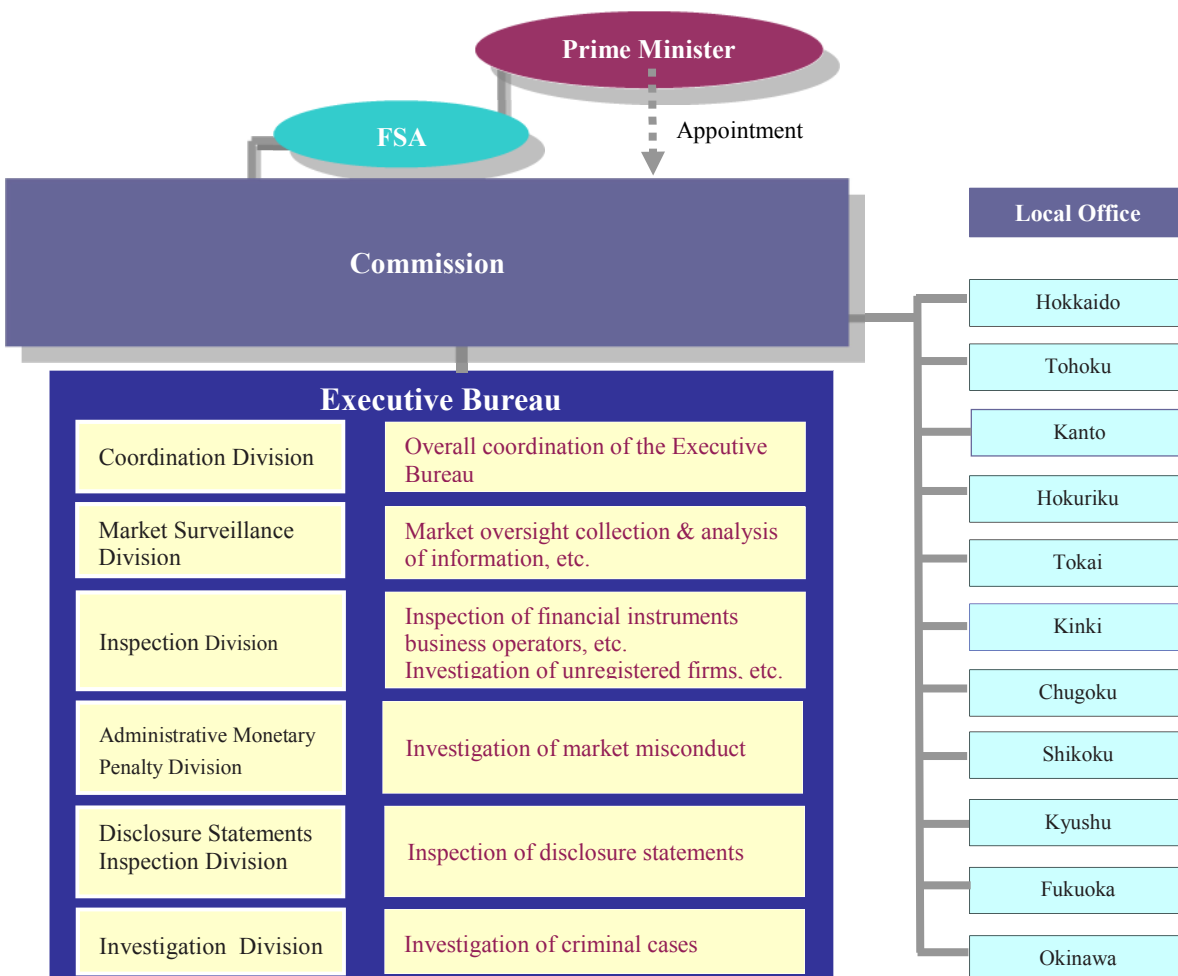 Prime Minister
FSA
Appointment
Commission
Local Office
Executive Bureau
Coordination Division
Overall coordination of the Executive
Bureau
Market Surveillance
Division
Market oversight collection & analysis
of information, etc.
Inspection Division
Inspection of financial instruments
business operators, etc.
Investigation of unregistered firms, etc.
Administrative Monetary
Penalty Division
Investigation of market misconduct
Disclosure Statements
Inspection Division
Inspection of disclosure statements
Investigation Division
Investigation of criminal cases
Hokkaido
Tohoku
Kanto
Hokuriku
Tokai
Kinki
Chugoku
Shikoku
Kyushu
Fukuoka
Okinawa